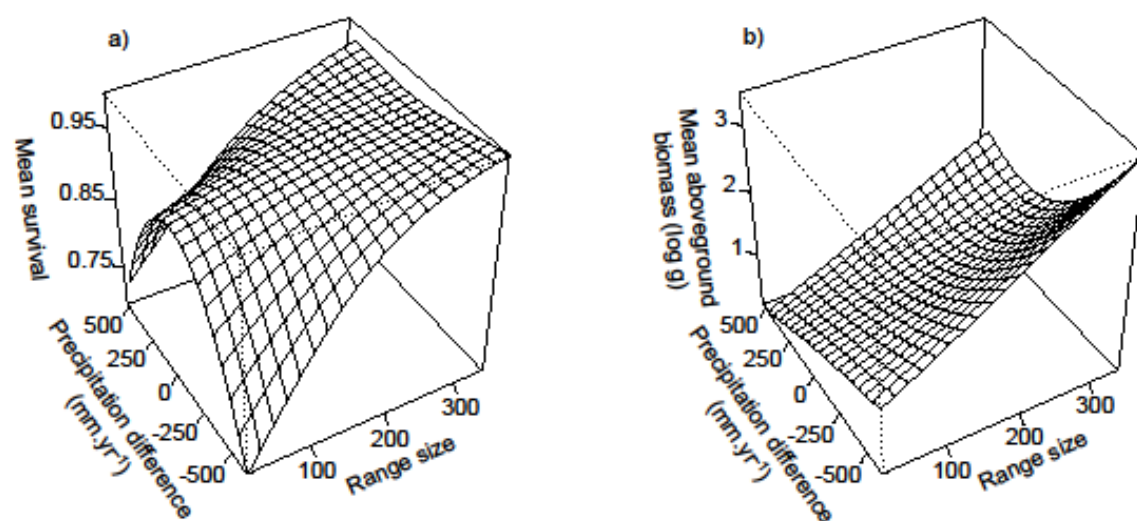 a)
Mean survival
0.95
0.85
0.75
500
250
0
-250
-500
Precipitation difference
(mm.yr-1)
100
200
300
Range size
b)
Mean aboveground
biomass (log g)
3
2
1
500
250
0
-250
-500
Precipitation difference
(mm.yr-1)
100
200
300
Range size